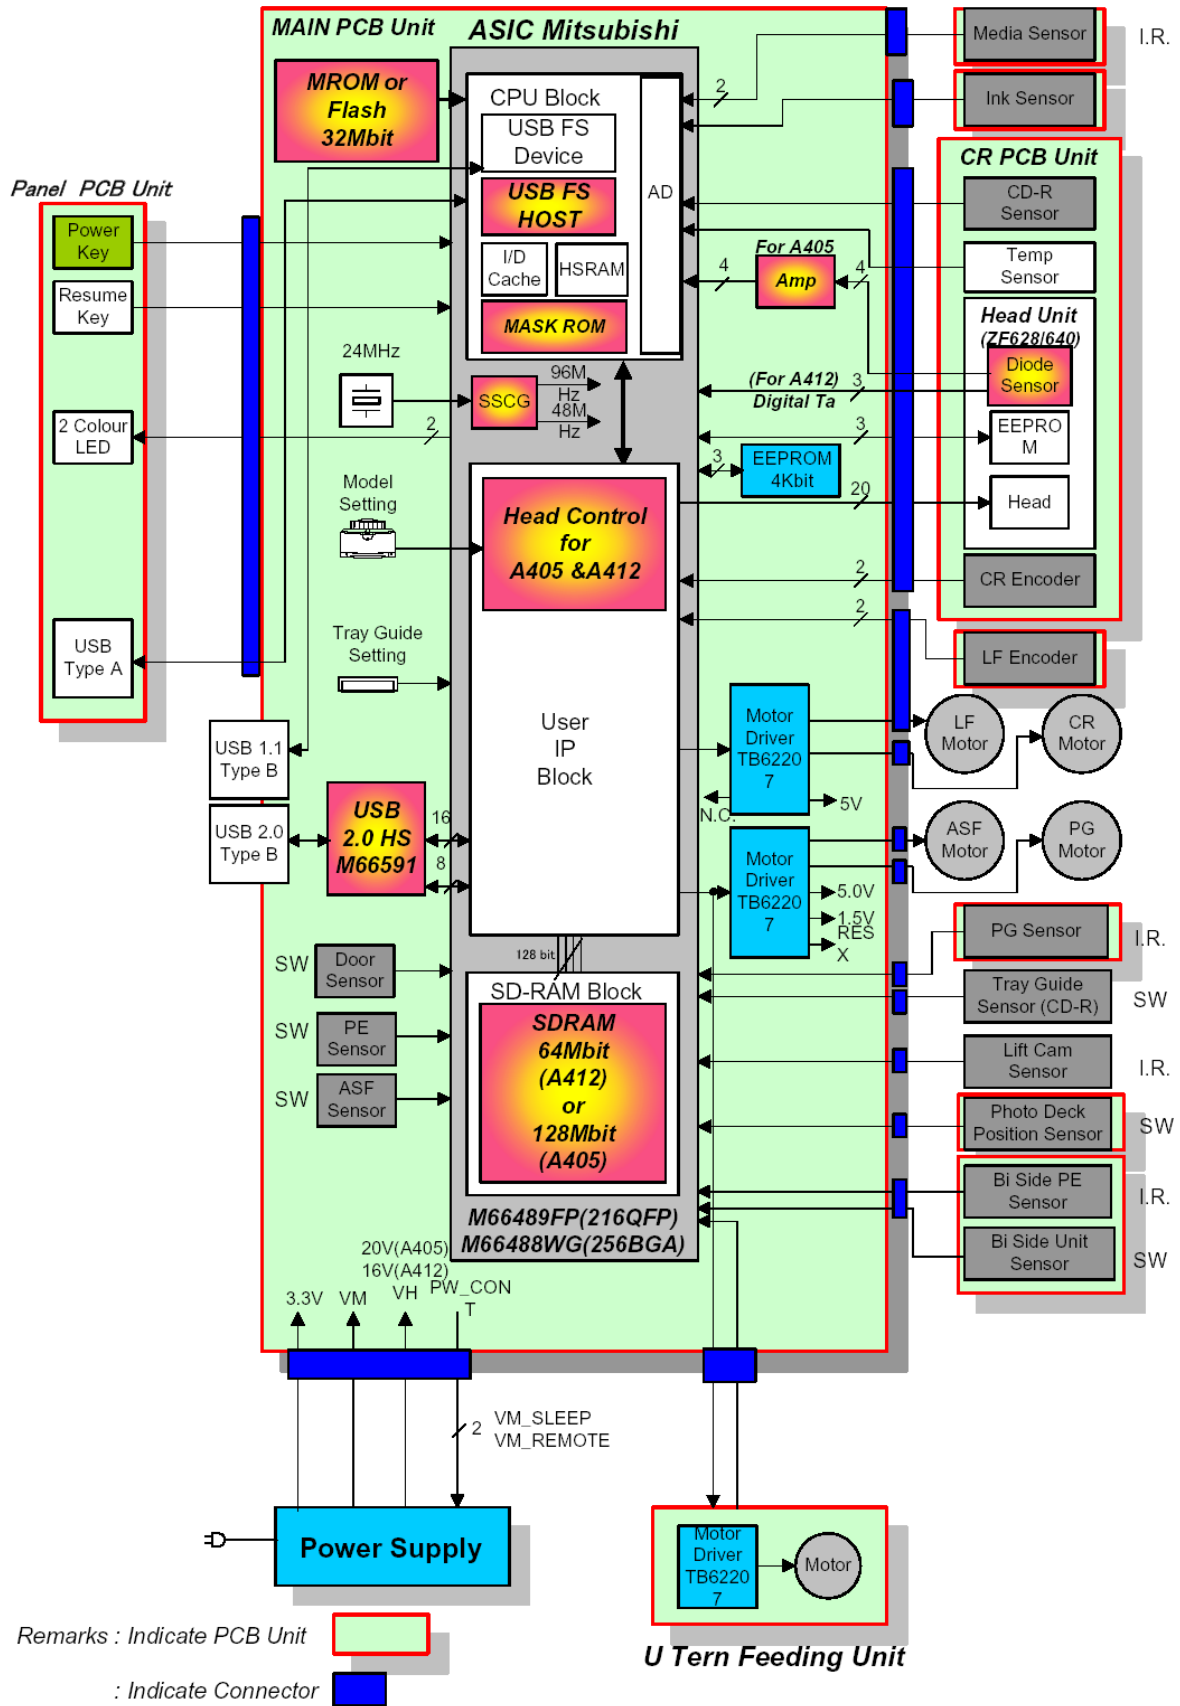 MAIN PCB Unit
ASIC Mitsubishi
MROM or
Flash
32Mbit
CPU Block
USB FS
Device
USB FS
HOST
I/D
Cache
HSRAM
MASK ROM
AD
2
Media Sensor
I.R.
Ink Sensor
CR PCB Unit
CD-R
Sensor
Temp
Sensor
Head Unit
(ZF628/640)
Diode
Sensor
EEPRO
M
Head
CR Encoder
LF Encoder
For A405
Amp
4
4
(For A412)
Digital Ta
3
3
3
EEPROM
4Kbit
20
2
2
Panel PCB Unit
Power
Key
Resume
Key
2 Colour
LED
USB
Type A
24MHz
SSCG
96M
Hz
48M
Hz
2
Model
Setting
Tray Guide
Setting
Head Control
for
A405 &A412
User
IP
Block
USB 1.1
Type B
USB 2.0
Type B
USB
2.0 HS
M66591
16
8
Motor
Driver
TB6220
7
N.C.
5V
LF
Motor
CR
Motor
Motor
Driver
TB6220
7
5.0V
1.5V
RES
X
ASF
Motor
PG
Motor
128 bit
SD-RAM Block
SDRAM
64Mbit
(A412)
or
128Mbit
(A405)
SW
Door
Sensor
SW
PE
Sensor
SW
ASF
Sensor
PG Sensor
I.R.
Tray Guide
Sensor (CD-R)
SW
Lift Cam
Sensor
I.R.
Photo Deck
Position Sensor
SW
Bi Side PE
Sensor
I.R.
Bi Side Unit
Sensor
SW
M66489FP(216QFP)
M66488WG(256BGA)
3.3V
VM
20V(A405)
16V(A412)
VH
PW_CON
T
2
VM_SLEEP
VM_REMOTE
Power Supply
Motor
Driver
TB6220
7
Motor
U Tern Feeding Unit
Remarks : Indicate PCB Unit
: Indicate Connector